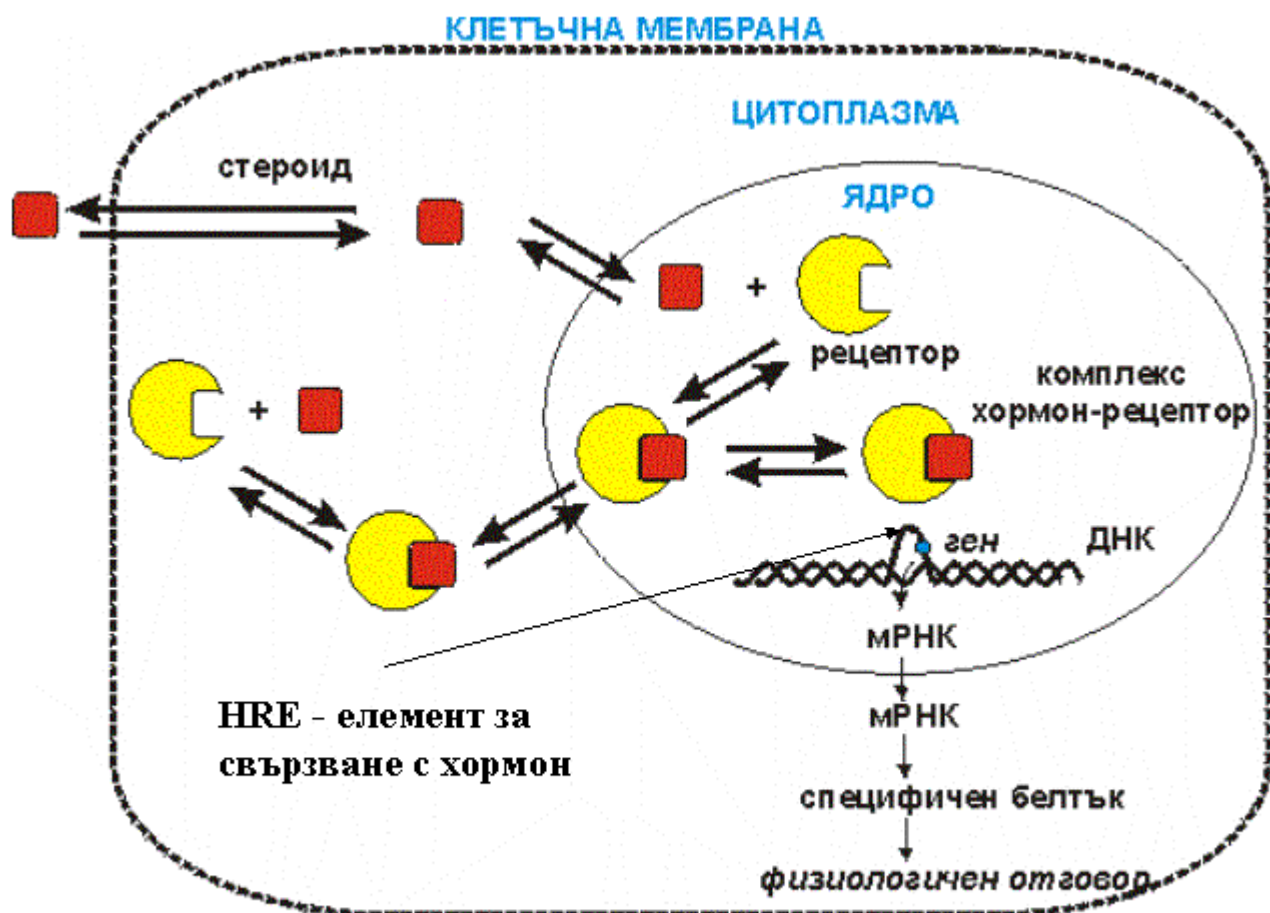 КЛЕТЪЧНА МЕМБРАНА
ЦИТОПЛАЗМА
стероид
ЯДРО
+
рецептор
+
комплекс
хормон-рецептор
ген
ДНК
мРНК
HRE - елемент за
свързване с хормон
мРНК
специфичен белтък
физиологичен отговор